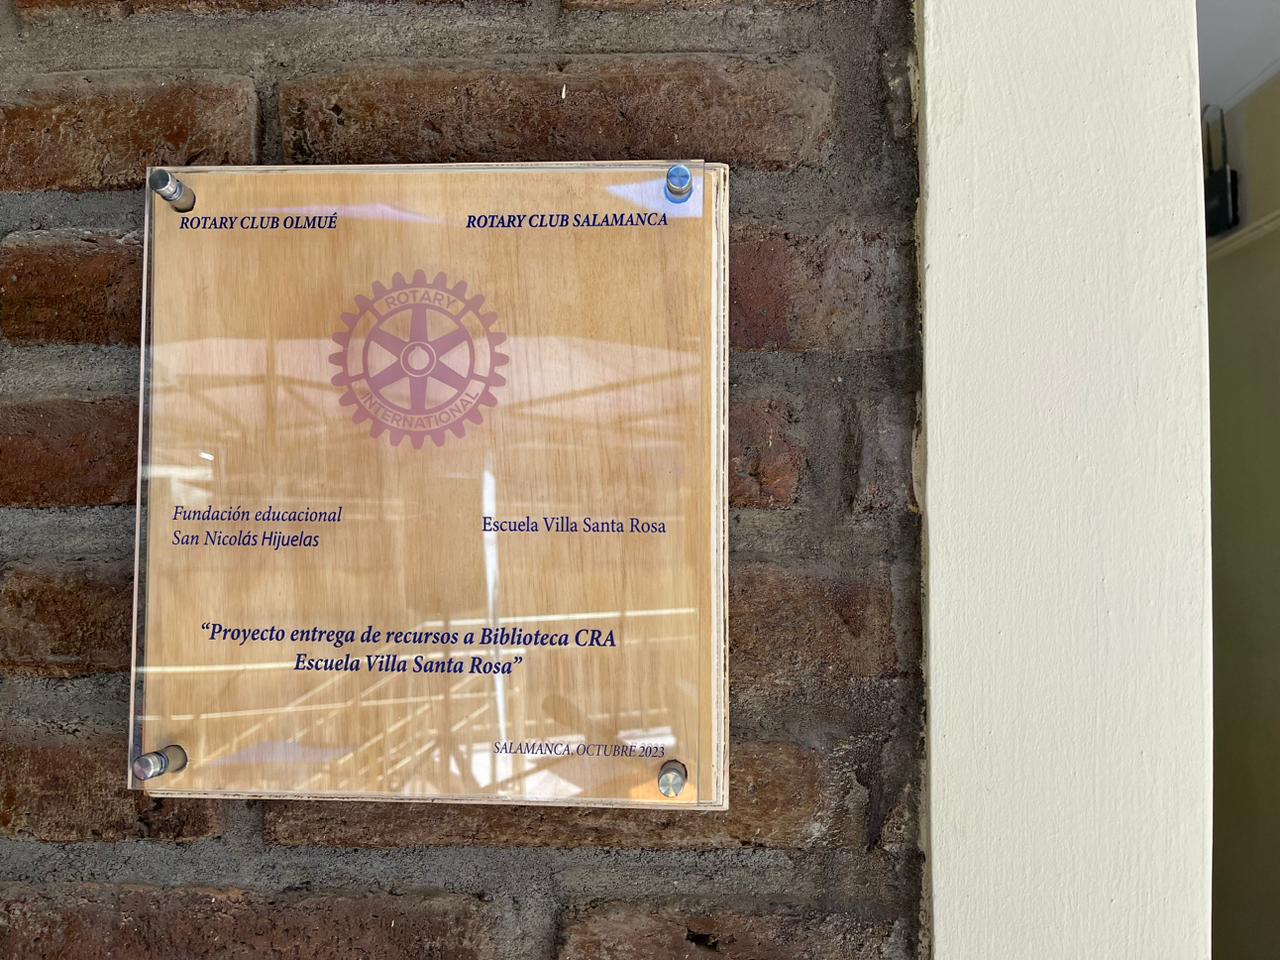 ROTARY CLUB OLMUÉ
ROTARY CLUB SALAMANCA
ROTARY
INTERNATIONAL
Fundación educacional
San Nicolás Hijuelas
Escuela Villa Santa Rosa
“Proyecto entrega de recursos a Biblioteca CRA
Escuela Villa Santa Rosa”
SALAMANCA, OCTUBRE 2023